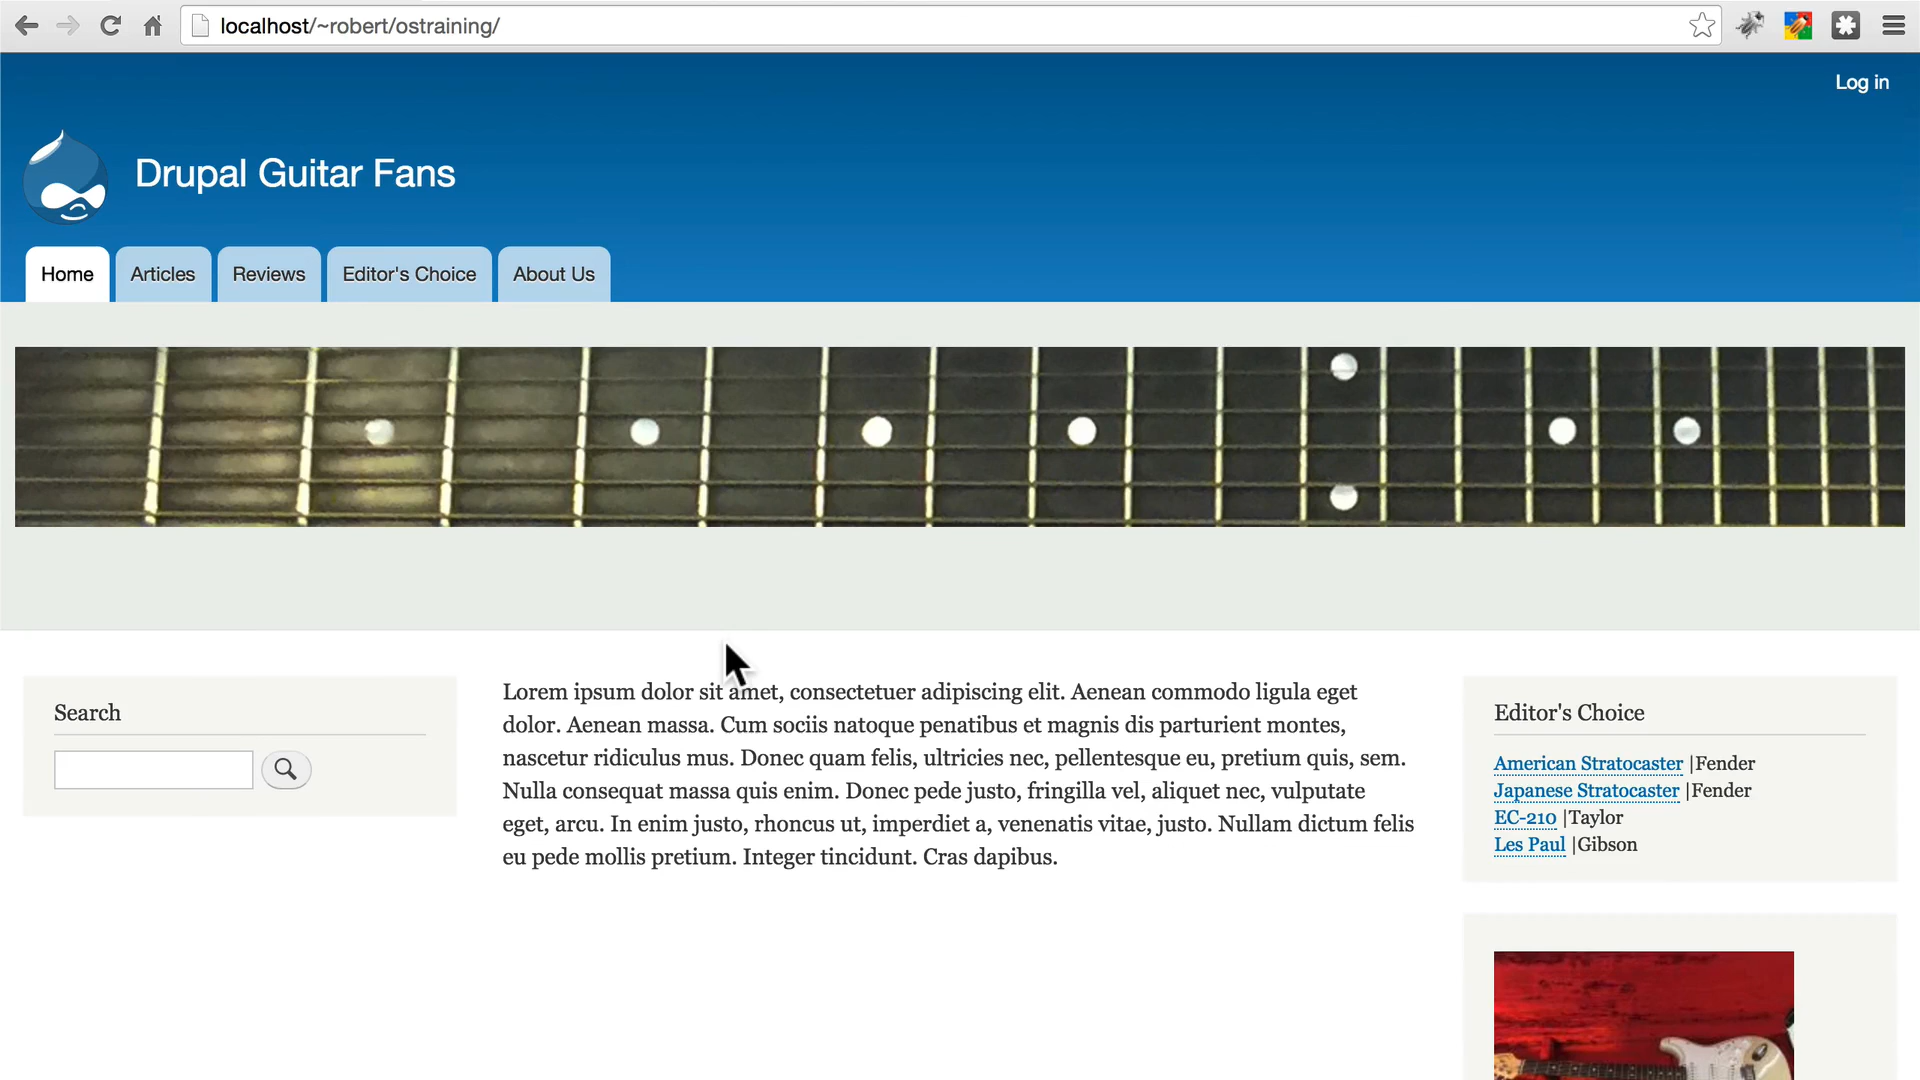 localhost/~robert/ostraining/
Log in
Drupal Guitar Fans
Home
Articles
Reviews
Editor's Choice
About Us
Search
Lorem ipsum dolor sit amet, consectetuer adipiscing elit. Aenean commodo ligula eget
dolor. Aenean massa. Cum sociis natoque penatibus et magnis dis parturient montes,
nascetur ridiculus mus. Donec quam felis, ultricies nec, pellentesque eu, pretium quis, sem.
Nulla consequat massa quis enim. Donec pede justo, fringilla vel, aliquet nec, vulputate
eget, arcu. In enim justo, rhoncus ut, imperdiet a, venenatis vitae, justo. Nullam dictum felis
eu pede mollis pretium. Integer tincidunt. Cras dapibus.
Editor's Choice
American Stratocaster |Fender
Japanese Stratocaster |Fender
EC-210 |Taylor
Les Paul |Gibson